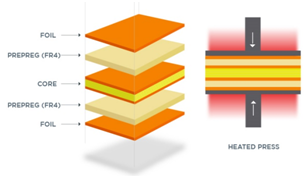 FOIL
PREPREG (FR4)
CORE
PREPREG (FR4)
FOIL
HEATED PRESS